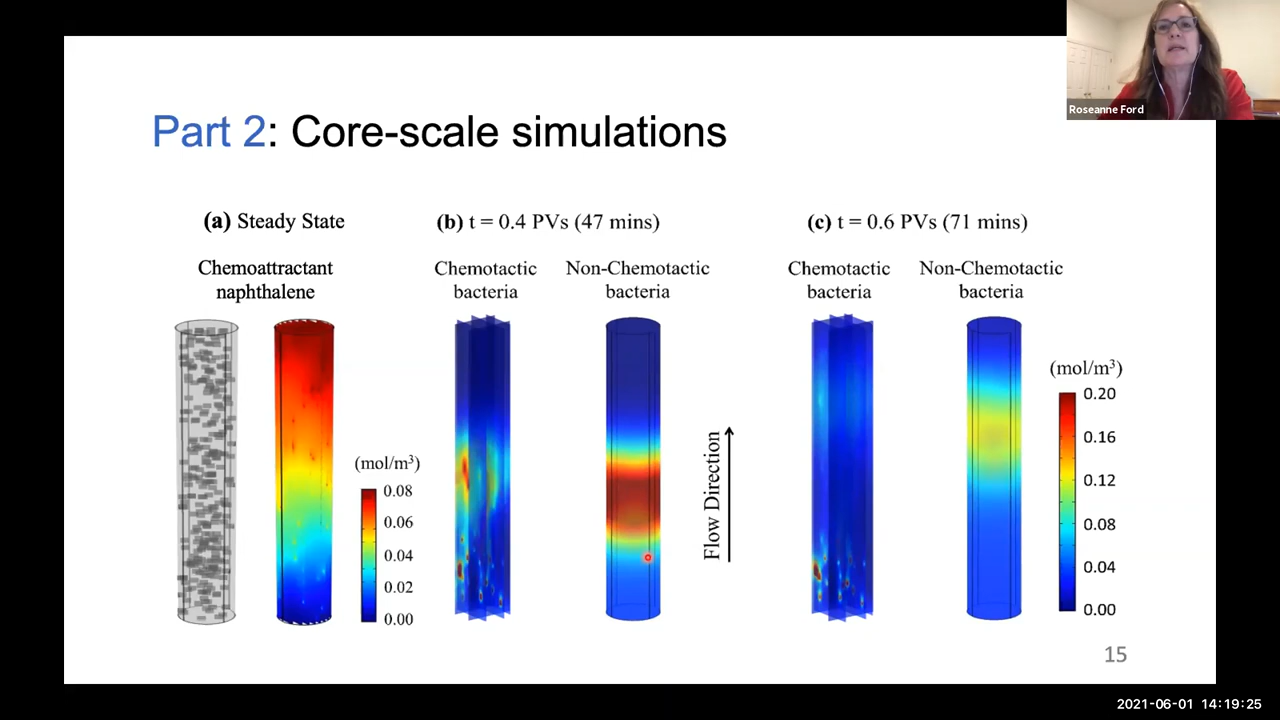 Roseanne Ford
Part 2: Core-scale simulations
(a) Steady State
Chemoattractant
naphthalene
(mol/m³)
0.08
0.06
0.04
0.02
0.00
(b) t = 0.4 PVs (47 mins)
Chemotactic
bacteria
Non-Chemotactic
bacteria
Flow Direction
(c) t = 0.6 PVs (71 mins)
Chemotactic
bacteria
Non-Chemotactic
bacteria
(mol/m³)
0.20
0.16
0.12
0.08
0.04
0.00
15
2021-06-01 14:19:25